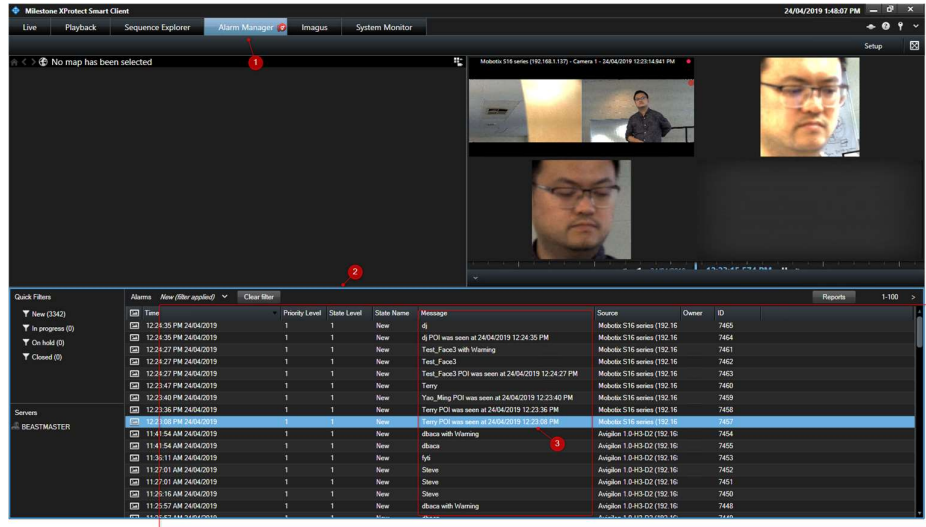 Milestone XProtect Smart Client 24/04/2019 1:48:07 PM
Live Playback Sequence Explorer Alarm Manager Imagus System Monitor
Setup
No map has been selected
1
Mobotix S16 series (192.168.1.137) - Camera 1 - 24/04/2019 12:23:14.941 PM
2
Quick Filters
New (3342)
In progress (0)
On hold (0)
Closed (0)
Servers
BEASTMASTER
Alarms New (filter applied) Clear filter Reports 1-100
Time Priority Level State Level State Name Message Source Owner ID
12:24:35 PM 24/04/2019 1 1 New dj Mobotix S16 series (192.16 7465
12:24:35 PM 24/04/2019 1 1 New dj POI was seen at 24/04/2019 12:24:35 PM Mobotix S16 series (192.16 7464
12:24:27 PM 24/04/2019 1 1 New Test_Face3 with Warning Mobotix S16 series (192.16 7461
12:24:27 PM 24/04/2019 1 1 New Test_Face3 Mobotix S16 series (192.16 7462
12:24:27 PM 24/04/2019 1 1 New Test_Face3 POI was seen at 24/04/2019 12:24:27 PM Mobotix S16 series (192.16 7463
12:23:47 PM 24/04/2019 1 1 New Terry Mobotix S16 series (192.16 7460
12:23:40 PM 24/04/2019 1 1 New Yao_Ming POI was seen at 24/04/2019 12:23:40 PM Mobotix S16 series (192.16 7459
12:23:36 PM 24/04/2019 1 1 New Terry POI was seen at 24/04/2019 12:23:36 PM Mobotix S16 series (192.16 7458
12:23:08 PM 24/04/2019 1 1 New Terry POI was seen at 24/04/2019 12:23:08 PM Mobotix S16 series (192.16 7457
11:41:54 AM 24/04/2019 1 1 New dbaca with Warning Avigilon 1.0-H3-D2 (192.16 7454
11:41:54 AM 24/04/2019 1 1 New dbaca Avigilon 1.0-H3-D2 (192.16 7455
3
11:36:11 AM 24/04/2019 1 1 New fyti Avigilon 1.0-H3-D2 (192.16 7453
11:27:01 AM 24/04/2019 1 1 New Steve Avigilon 1.0-H3-D2 (192.16 7452
11:27:01 AM 24/04/2019 1 1 New Steve Avigilon 1.0-H3-D2 (192.16 7451
11:26:16 AM 24/04/2019 1 1 New Steve Avigilon 1.0-H3-D2 (192.16 7450
11:25:57 AM 24/04/2019 1 1 New dbaca with Warning Avigilon 1.0-H3-D2 (192.16 7448